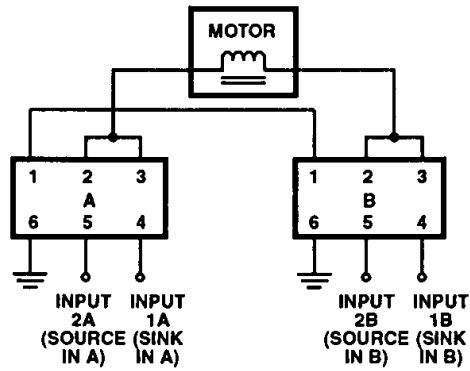 MOTOR
1 2 3
A
6 5 4
1 2 3
B
6 5 4
INPUT
2A
(SOURCE
IN A)
INPUT
1A
(SINK
IN A)
INPUT
2B
(SOURCE
IN B)
INPUT
1B
(SINK
IN B)